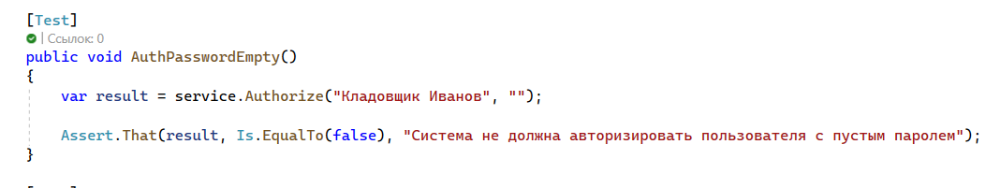 [Test]
| Ссылок: 0
public void AuthPasswordEmpty()
{
    var result = service.Authorize("Кладовщик Иванов", "");
    Assert.That(result, Is.EqualTo(false), "Система не должна авторизировать пользователя с пустым паролем");
}